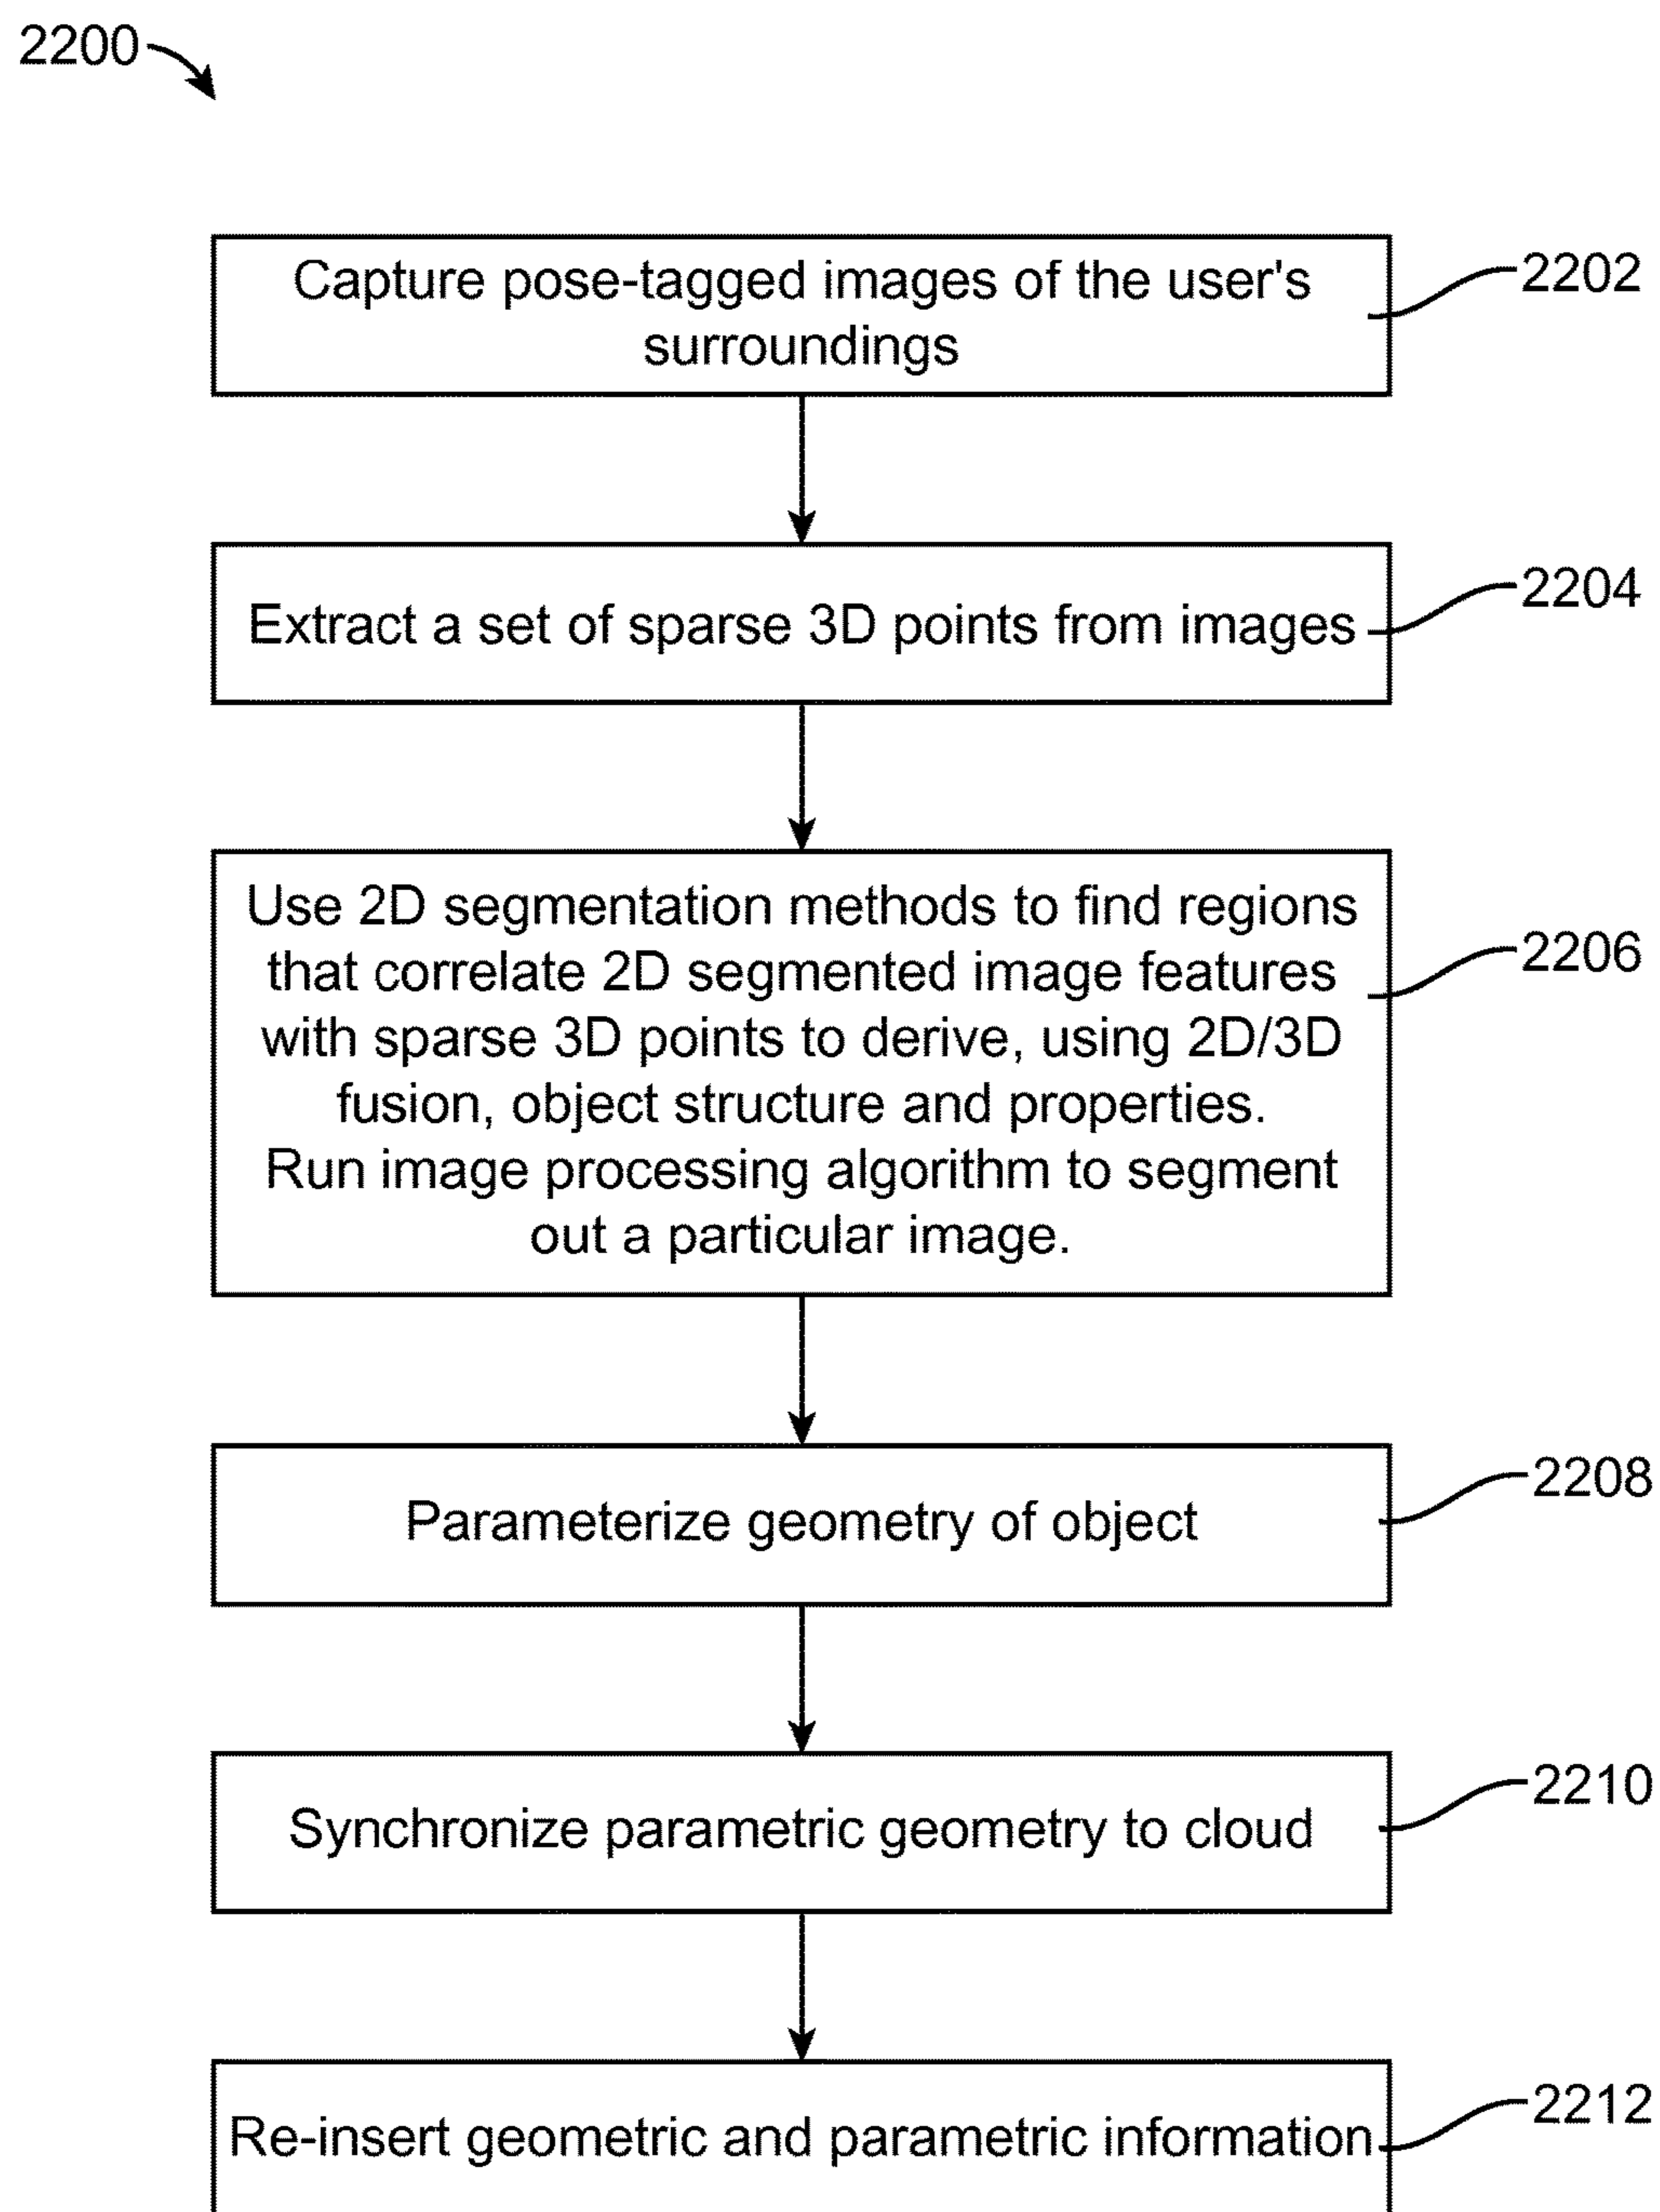 2200
Capture pose-tagged images of the user's
surroundings
2202
Extract a set of sparse 3D points from images
2204
Use 2D segmentation methods to find regions
that correlate 2D segmented image features
with sparse 3D points to derive, using 2D/3D
fusion, object structure and properties.
Run image processing algorithm to segment
out a particular image.
2206
Parameterize geometry of object
2208
Synchronize parametric geometry to cloud
2210
Re-insert geometric and parametric information
2212